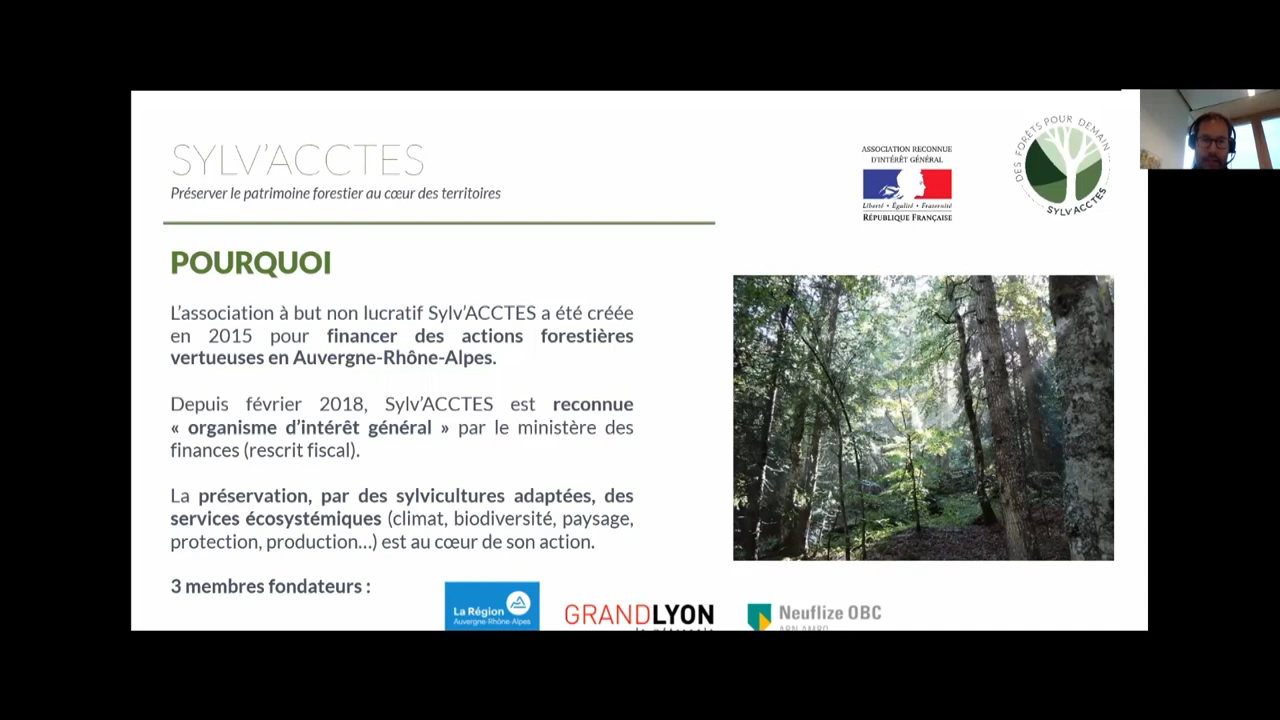 SYLV'ACCTES
Préserver le patrimoine forestier au cœur des territoires
ASSOCIATION RECONNUE
D'INTÉRÊT GÉNÉRAL
Liberté • Égalité • Fraternité
RÉPUBLIQUE FRANÇAISE
DES FORÊTS POUR DEMAIN
SYLV'ACCTES
POURQUOI
L'association à but non lucratif Sylv'ACCTES a été créée
en 2015 pour financer des actions forestières
vertueuses en Auvergne-Rhône-Alpes.
Depuis février 2018, Sylv'ACCTES est reconnue
« organisme d'intérêt général » par le ministère des
finances (rescrit fiscal).
La préservation, par des sylvicultures adaptées, des
services écosystémiques (climat, biodiversité, paysage,
protection, production...) est au cœur de son action.
3 membres fondateurs :
La Région
Auvergne-Rhône-Alpes
GRANDLYON
Neuflize OBC